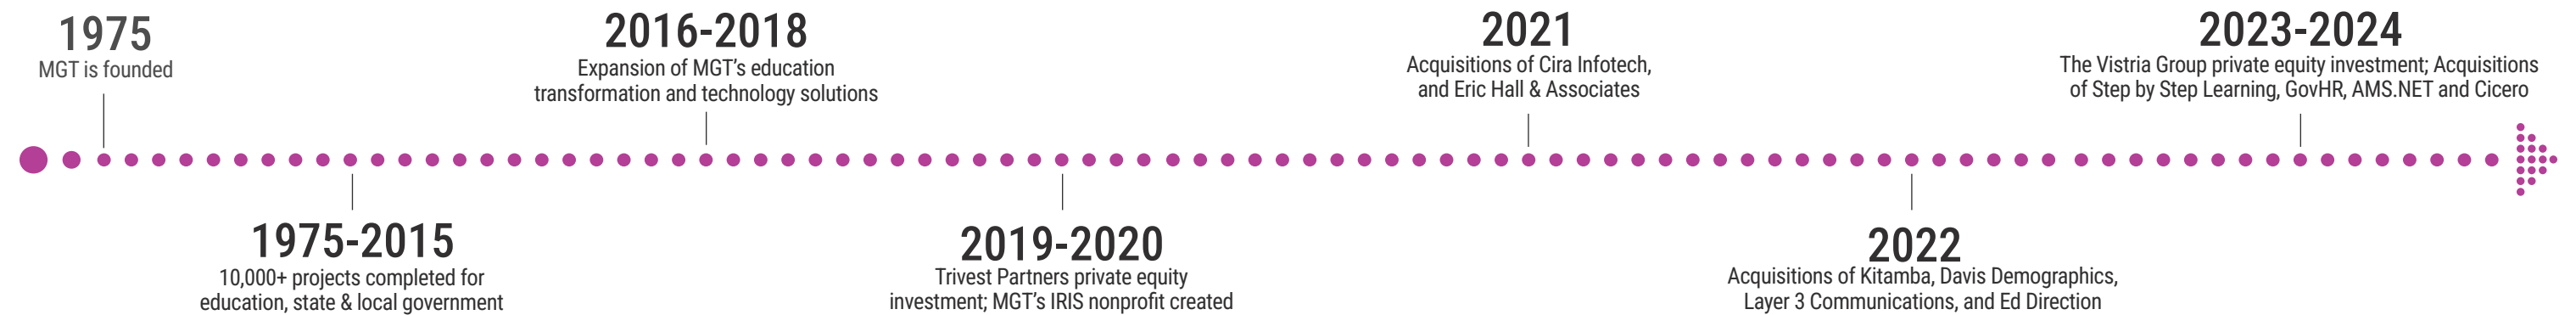 1975
MGT is founded
1975-2015
10,000+ projects completed for
education, state & local government
2016-2018
Expansion of MGT's education
transformation and technology solutions
2019-2020
Trivest Partners private equity
investment; MGT's IRIS nonprofit created
2021
Acquisitions of Cira Infotech,
and Eric Hall & Associates
2022
Acquisitions of Kitamba, Davis Demographics,
Layer 3 Communications, and Ed Direction
2023-2024
The Vistria Group private equity investment; Acquisitions
of Step by Step Learning, GovHR, AMS.NET and Cicero